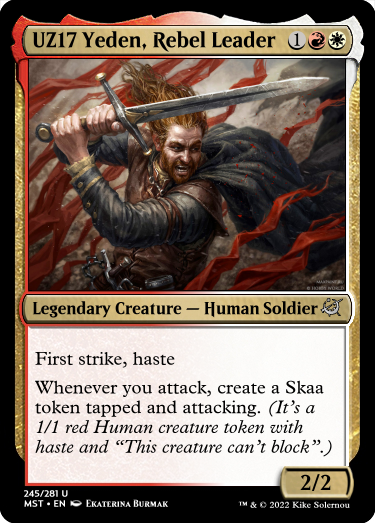 UZ17 Yeden, Rebel Leader 1
Legendary Creature — Human Soldier
First strike, haste
Whenever you attack, create a Skaa
token tapped and attacking. (It's a
1/1 red Human creature token with
haste and “This creature can't block”.)
2/2
245/281 U
MST • EN Ekaterina Burmak
™ & © 2022 Kike Solernou